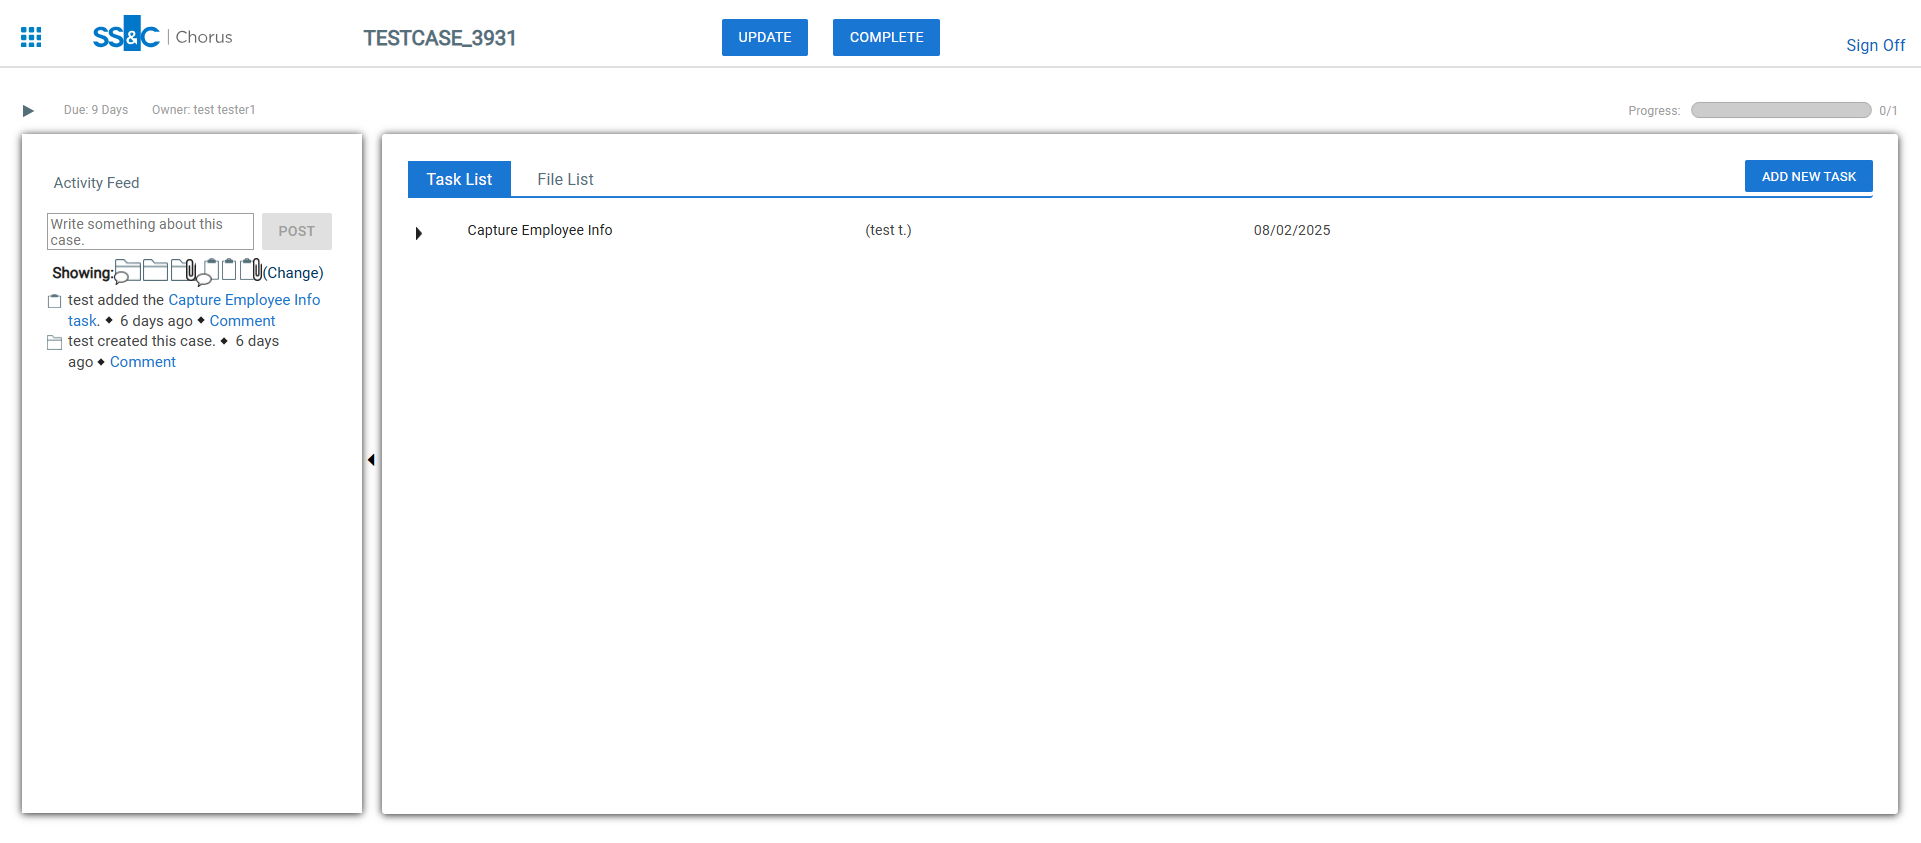 SS&C | Chorus
TESTCASE_3931
UPDATE
COMPLETE
Sign Off
Due: 9 Days
Owner: test tester1
Progress:
0/1
Activity Feed
Write something about this
case.
POST
Showing:
(Change)
test added the Capture Employee Info
task. ◆ 6 days ago ◆ Comment
test created this case. ◆ 6 days
ago ◆ Comment
Task List
File List
ADD NEW TASK
Capture Employee Info
(test t.)
08/02/2025